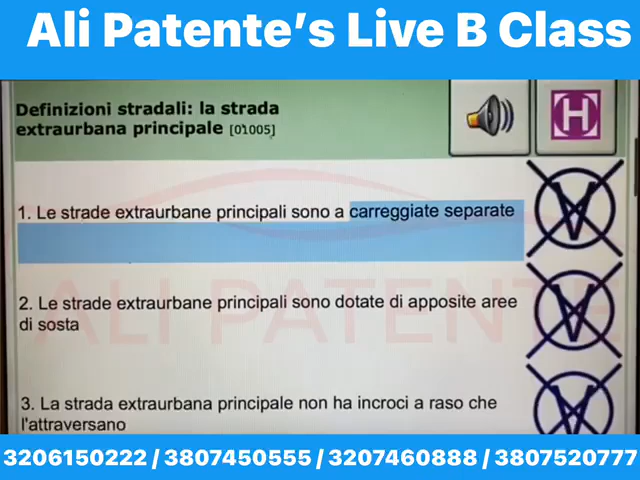 Ali Patente's Live B Class
Definizioni stradali: la strada
extraurbana principale [01005]
H
1. Le strade extraurbane principali sono a carreggiate separate
V
2. Le strade extraurbane principali sono dotate di apposite aree
di sosta
V
ALI PATENTE
3. La strada extraurbana principale non ha incroci a raso che
l'attraversano
V
3206150222 / 3807450555 / 3207460888 / 3807520777